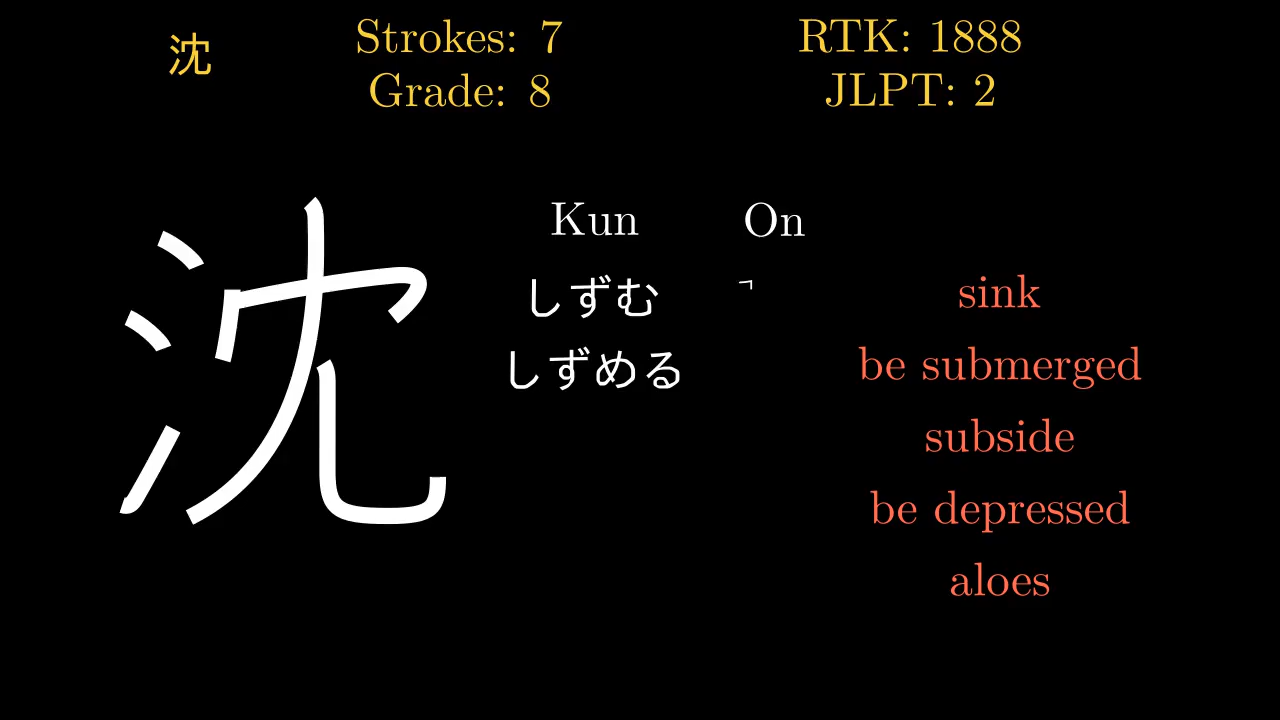 沈
Strokes: 7
Grade: 8
RTK: 1888
JLPT: 2
沈
Kun
しずむ
しずめる
On
sink
be submerged
subside
be depressed
aloes